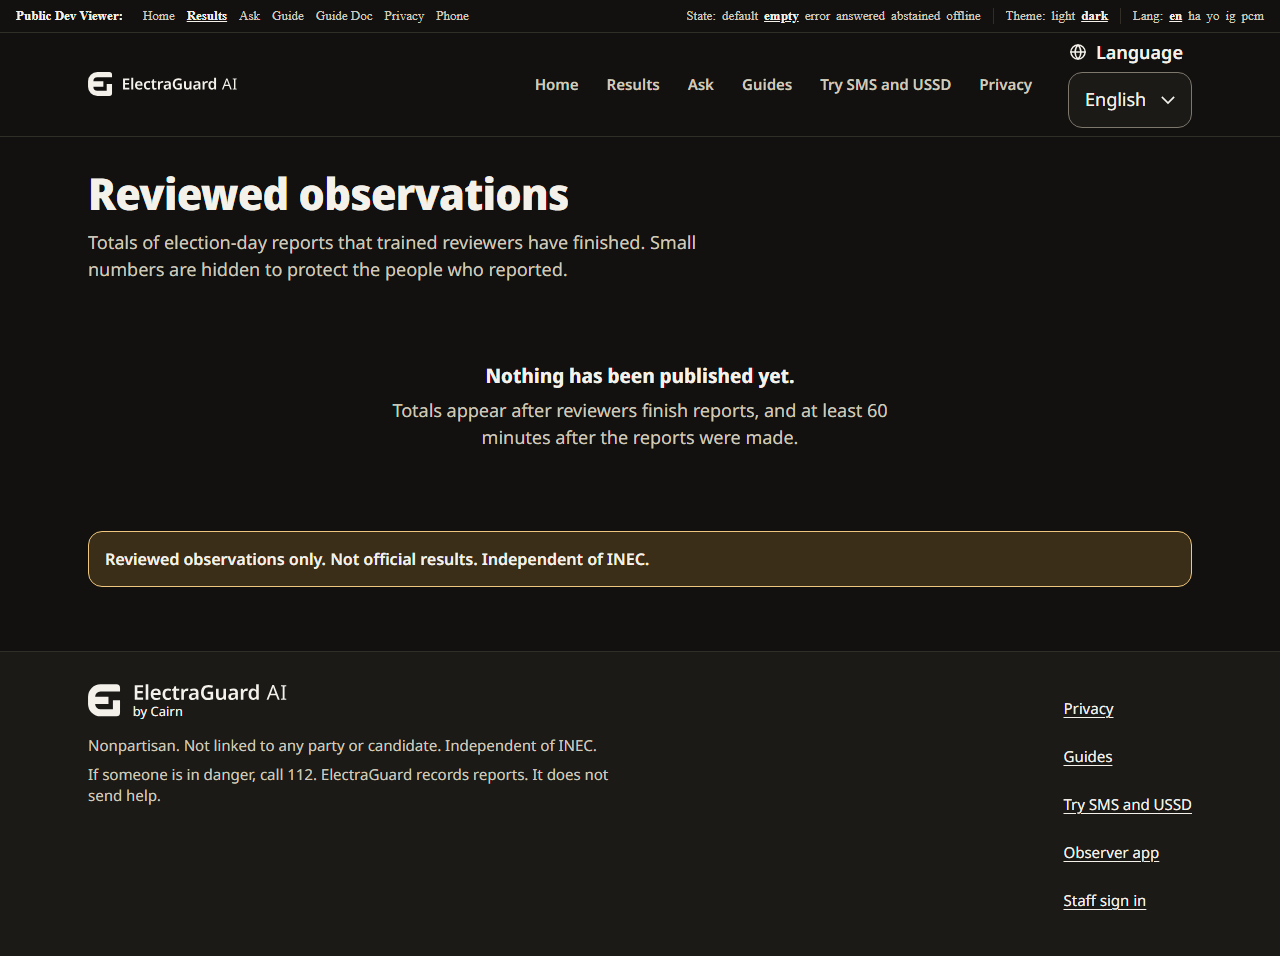 Public Dev Viewer: Home Results Ask Guide Guide Doc Privacy Phone State: default empty error answered abstained offline Theme: light dark Lang: en ha yo ig pcm
ElectraGuard AI
Home Results Ask Guides Try SMS and USSD Privacy
Language
English
Reviewed observations
Totals of election-day reports that trained reviewers have finished. Small
numbers are hidden to protect the people who reported.
Nothing has been published yet.
Totals appear after reviewers finish reports, and at least 60
minutes after the reports were made.
Reviewed observations only. Not official results. Independent of INEC.
ElectraGuard AI
by Cairn
Nonpartisan. Not linked to any party or candidate. Independent of INEC.
If someone is in danger, call 112. ElectraGuard records reports. It does not
send help.
Privacy
Guides
Try SMS and USSD
Observer app
Staff sign in